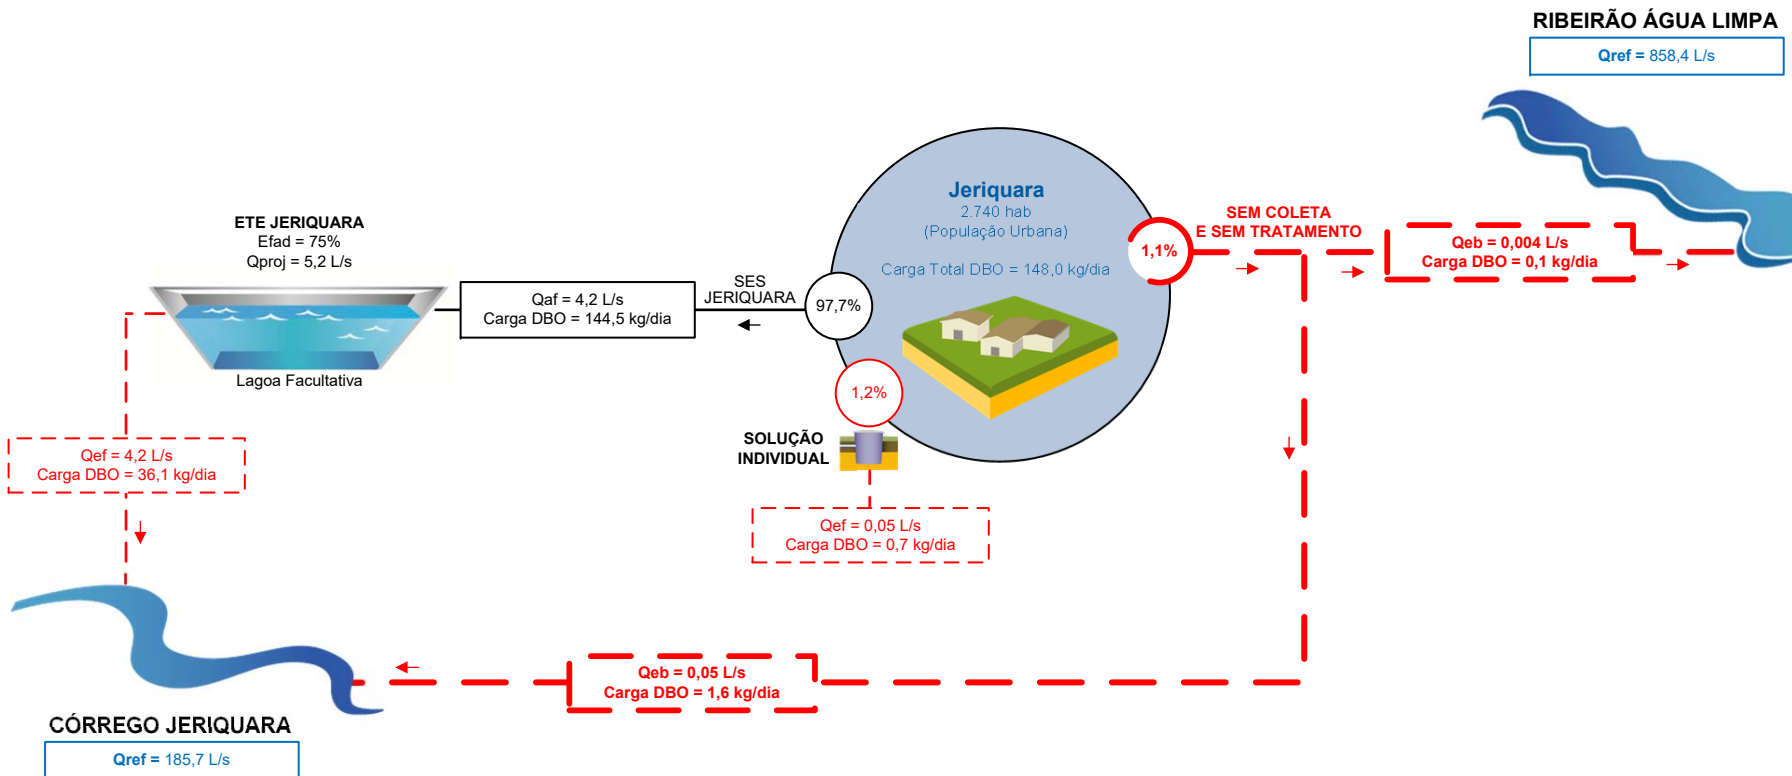 RIBEIRÃO ÁGUA LIMPA
Qref = 858,4 L/s
Jeriquara
2.740 hab
(População Urbana)
Carga Total DBO = 148,0 kg/dia
1,1%
SEM COLETA
E SEM TRATAMENTO
Qeb = 0,004 L/s
Carga DBO = 0,1 kg/dia
ETE JERIQUARA
Efad = 75%
Qproj = 5,2 L/s
Lagoa Facultativa
Qaf = 4,2 L/s
Carga DBO = 144,5 kg/dia
SES
JERIQUARA
97,7%
1,2%
SOLUÇÃO
INDIVIDUAL
Qef = 4,2 L/s
Carga DBO = 36,1 kg/dia
Qef = 0,05 L/s
Carga DBO = 0,7 kg/dia
Qeb = 0,05 L/s
Carga DBO = 1,6 kg/dia
CÓRREGO JERIQUARA
Qref = 185,7 L/s